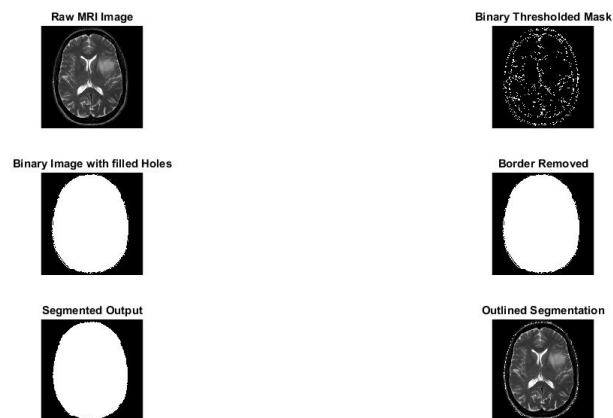 Raw MRI Image
Binary Thresholded Mask
Binary Image with filled Holes
Border Removed
Segmented Output
Outlined Segmentation